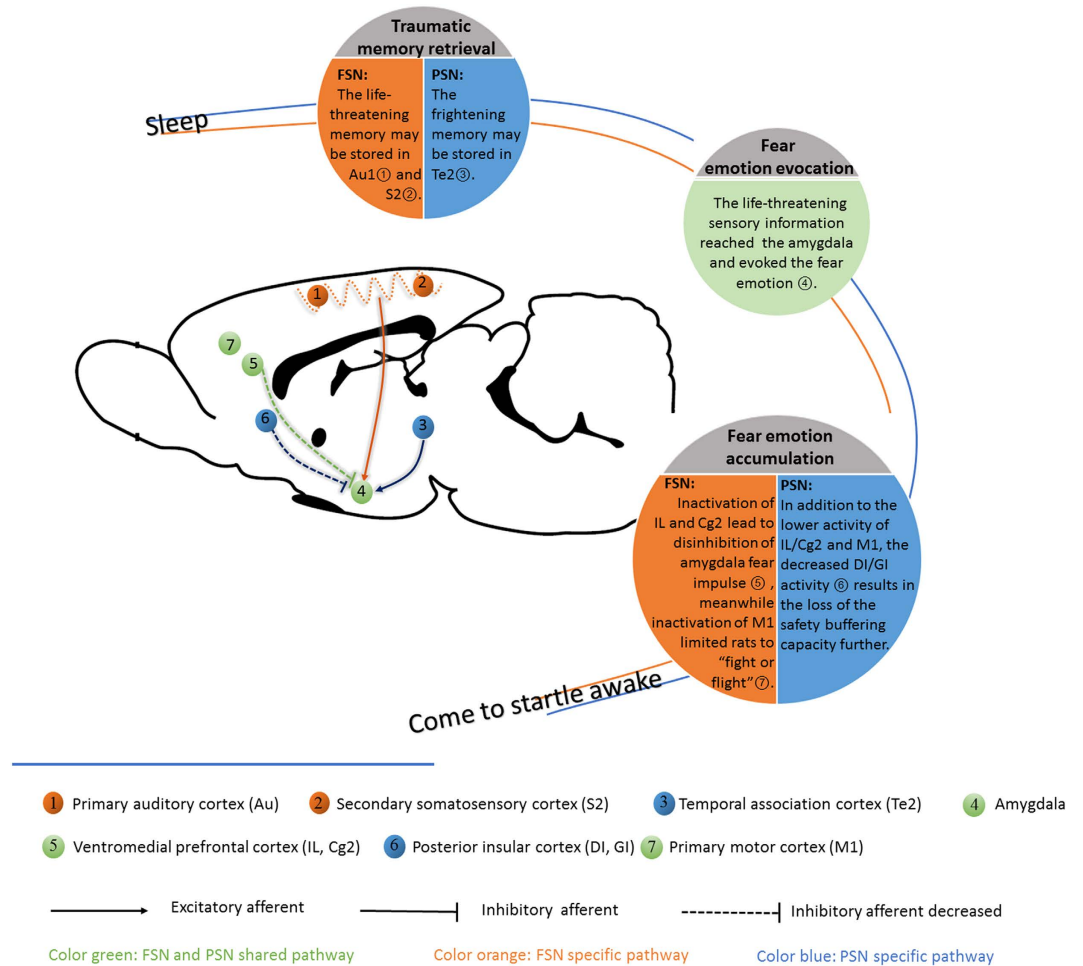 Traumatic
memory retrieval
FSN:
The life-
threatening
memory may
be stored in
Au1① and
S2②.
PSN:
The
frightening
memory may
be stored in
Te2③.
Sleep
Fear
emotion evocation
The life-threatening
sensory information
reached the amygdala
and evoked the fear
emotion ④.
1
2
7
5
6
3
4
Fear emotion
accumulation
FSN:
Inactivation of
IL and Cg2 lead to
disinhibition of
amygdala fear
impulse ⑤ ,
meanwhile
inactivation of M1
limited rats to
“fight or
flight”⑦.
PSN:
In addition to the
lower activity of
IL/Cg2 and M1, the
decreased DI/GI
activity ⑥ results in
the loss of the
safety buffering
capacity further.
Come to startle awake
1 Primary auditory cortex (Au)
2 Secondary somatosensory cortex (S2)
3 Temporal association cortex (Te2)
4 Amygdala
5 Ventromedial prefrontal cortex (IL, Cg2)
6 Posterior insular cortex (DI, GI)
7 Primary motor cortex (M1)
Excitatory afferent
Inhibitory afferent
Inhibitory afferent decreased
Color green: FSN and PSN shared pathway
Color orange: FSN specific pathway
Color blue: PSN specific pathway